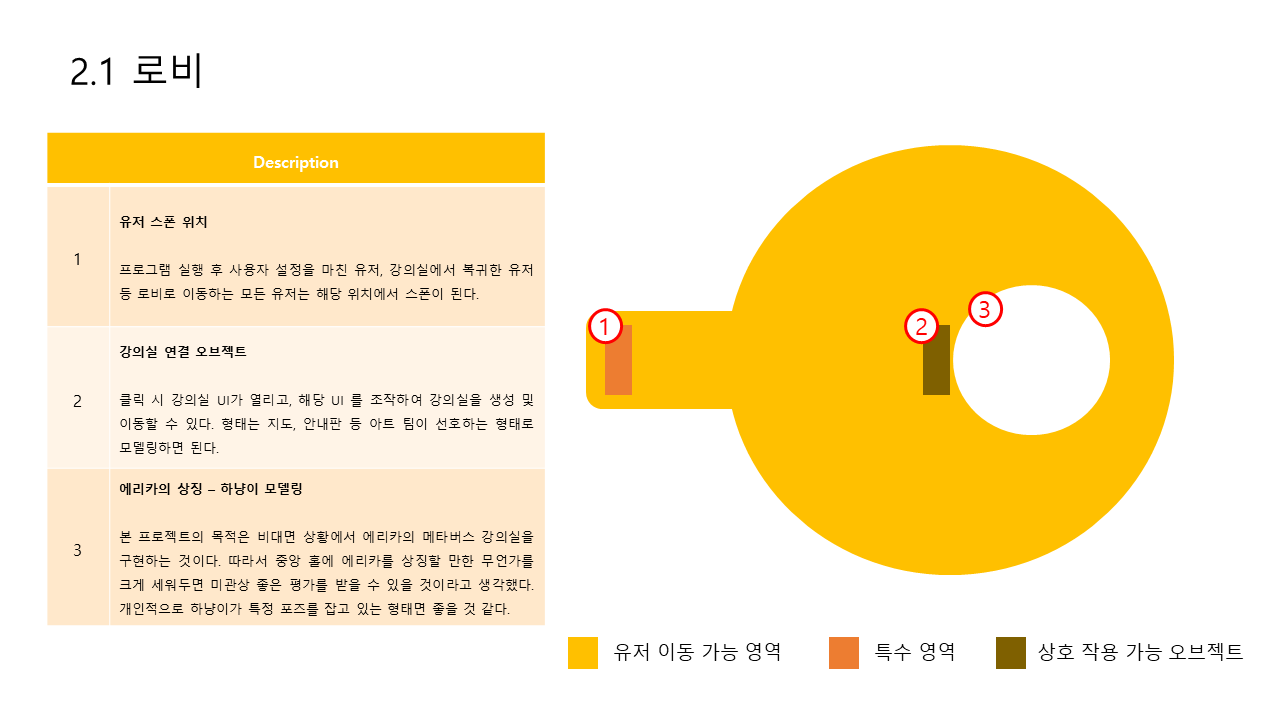 2.1 로비
Description
1
유저 스폰 위치
프로그램 실행 후 사용자 설정을 마친 유저, 강의실에서 복귀한 유저
등 로비로 이동하는 모든 유저는 해당 위치에서 스폰이 된다.
2
강의실 연결 오브젝트
클릭 시 강의실 UI가 열리고, 해당 UI 를 조작하여 강의실을 생성 및
이동할 수 있다. 형태는 지도, 안내판 등 아트 팀이 선호하는 형태로
모델링하면 된다.
3
에리카의 상징 – 하냥이 모델링
본 프로젝트의 목적은 비대면 상황에서 에리카의 메타버스 강의실을
구현하는 것이다. 따라서 중앙 홀에 에리카를 상징할 만한 무언가를
크게 세워두면 미관상 좋은 평가를 받을 수 있을 것이라고 생각했다.
개인적으로 하냥이가 특정 포즈를 잡고 있는 형태면 좋을 것 같다.
1
2
3
유저 이동 가능 영역
특수 영역
상호 작용 가능 오브젝트